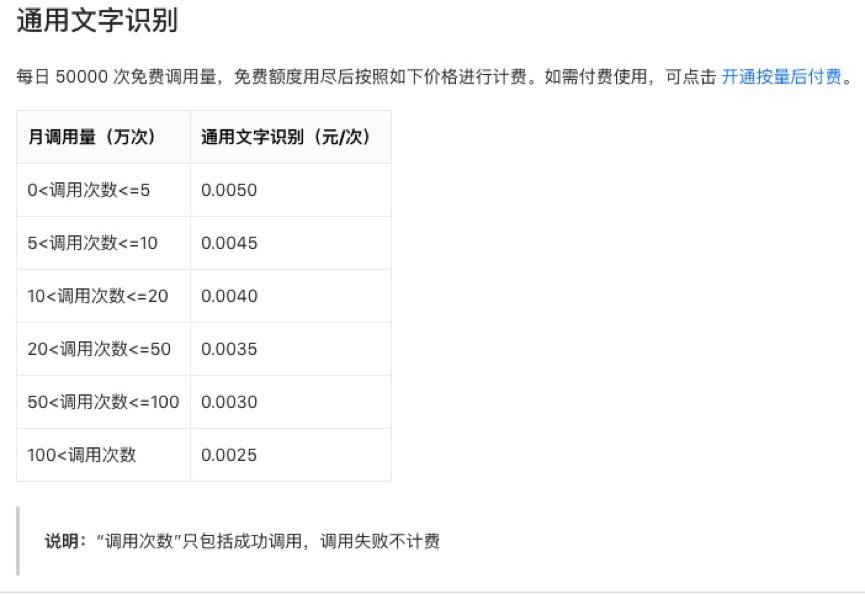 通用文字识别
每日 50000 次免费调用量，免费额度用尽后按照如下价格进行计费。如需付费使用，可点击 开通按量后付费。
月调用量（万次） 通用文字识别（元/次）
0<调用次数<=5 0.0050
5<调用次数<=10 0.0045
10<调用次数<=20 0.0040
20<调用次数<=50 0.0035
50<调用次数<=100 0.0030
100<调用次数 0.0025
说明：“调用次数”只包括成功调用，调用失败不计费